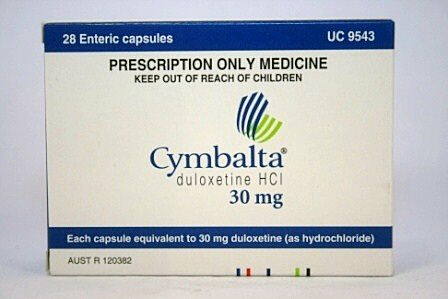 28 Enteric capsules UC 9543
PRESCRIPTION ONLY MEDICINE
KEEP OUT OF REACH OF CHILDREN
Cymbalta®
duloxetine HCl
30 mg
Each capsule equivalent to 30 mg duloxetine (as hydrochloride)
AUST R 120382